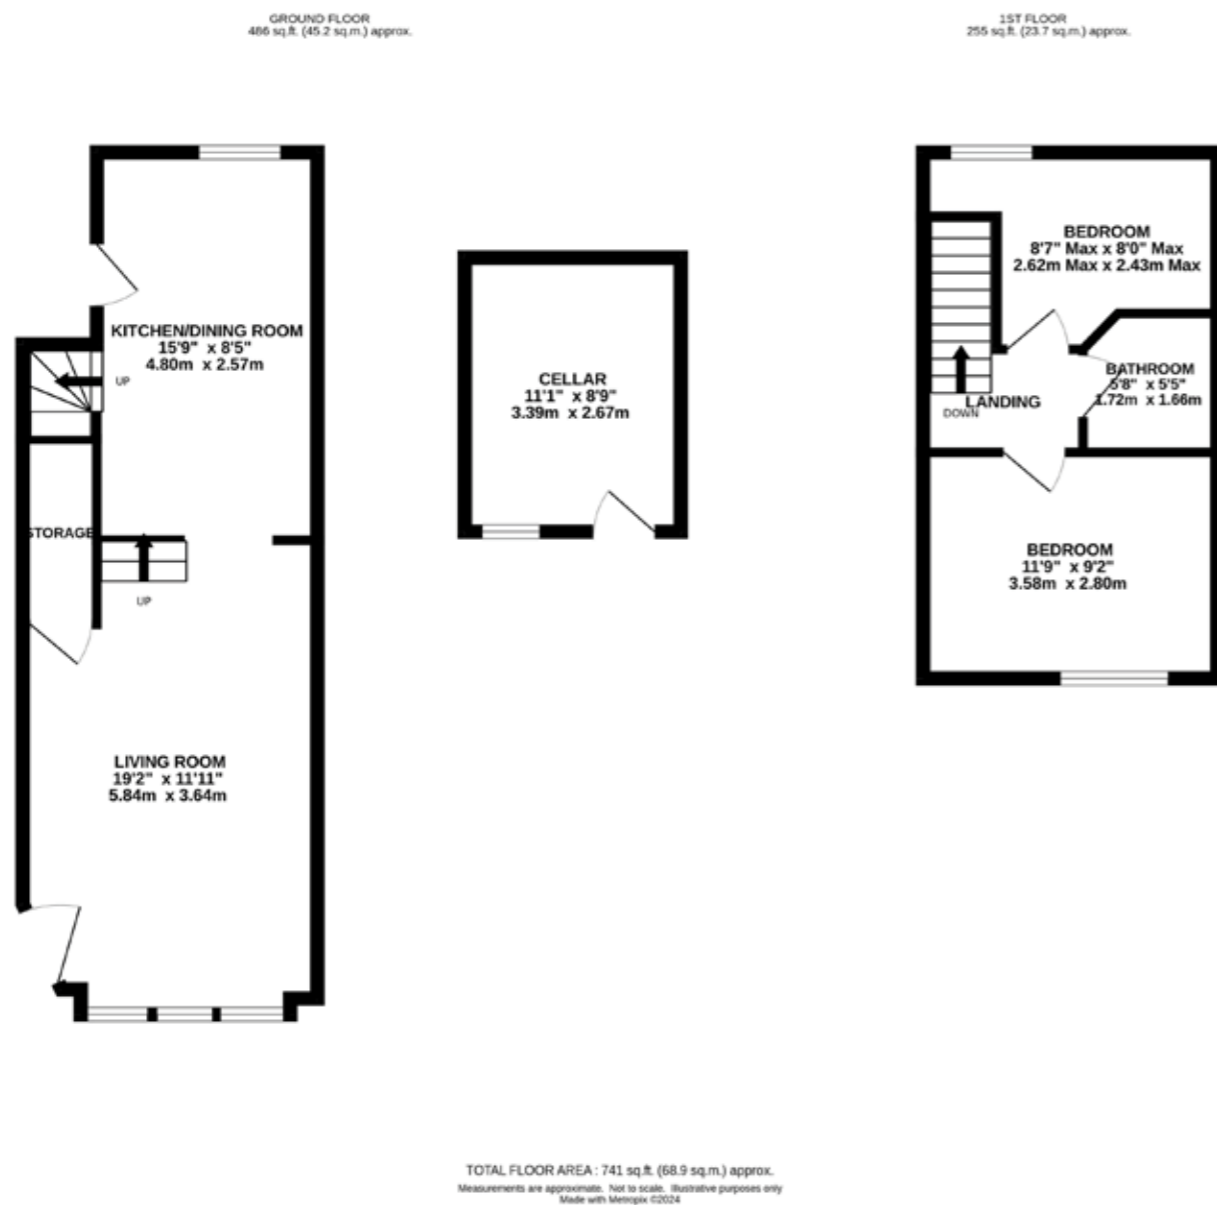 GROUND FLOOR
486 sq.ft. (45.2 sq.m.) approx.
1ST FLOOR
255 sq.ft. (23.7 sq.m.) approx.
KITCHEN/DINING ROOM
15'9" x 8'5"
4.80m x 2.57m
UP
STORAGE
UP
LIVING ROOM
19'2" x 11'11"
5.84m x 3.64m
CELLAR
11'1" x 8'9"
3.39m x 2.67m
BEDROOM
8'7" Max x 8'0" Max
2.62m Max x 2.43m Max
BATHROOM
5'8" x 5'5"
1.72m x 1.66m
LANDING
DOWN
BEDROOM
11'9" x 9'2"
3.58m x 2.80m
TOTAL FLOOR AREA : 741 sq.ft. (68.9 sq.m.) approx.
Measurements are approximate. Not to scale. Illustrative purposes only
Made with Metropix ©2024